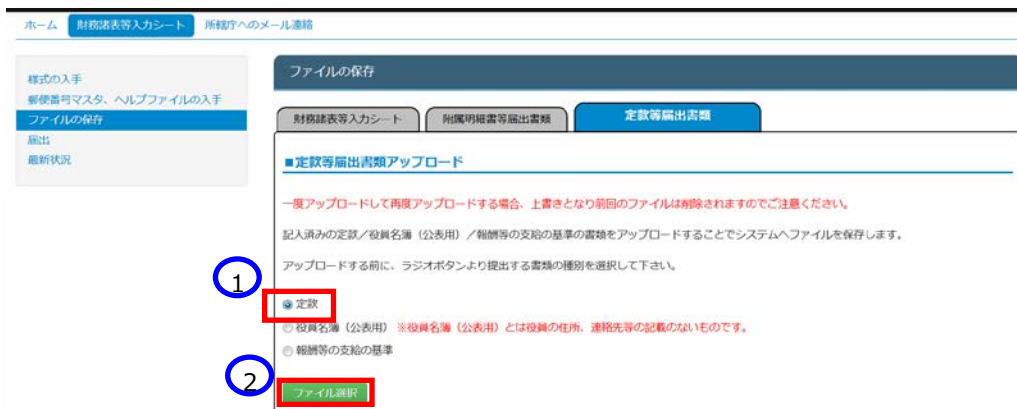 ホーム 財務諸表等入力シート 所轄庁へのメール連絡
様式の入手
郵便番号マスタ、ヘルプファイルの入手
ファイルの保存
届出
最新状況
ファイルの保存
財務諸表等入力シート 附属明細書等届出書類 定款等届出書類
■定款等届出書類アップロード
一度アップロードして再度アップロードする場合、上書きとなり前回のファイルは削除されますのでご注意ください。
記入済みの定款／役員名簿（公表用）／報酬等の支給の基準の書類をアップロードすることでシステムへファイルを保存します。
アップロードする前に、ラジオボタンより提出する書類の種別を選択して下さい。
1
定款
役員名簿（公表用） ※役員名簿（公表用）とは役員の住所、連絡先等の記載のないものです。
報酬等の支給の基準
2
ファイル選択